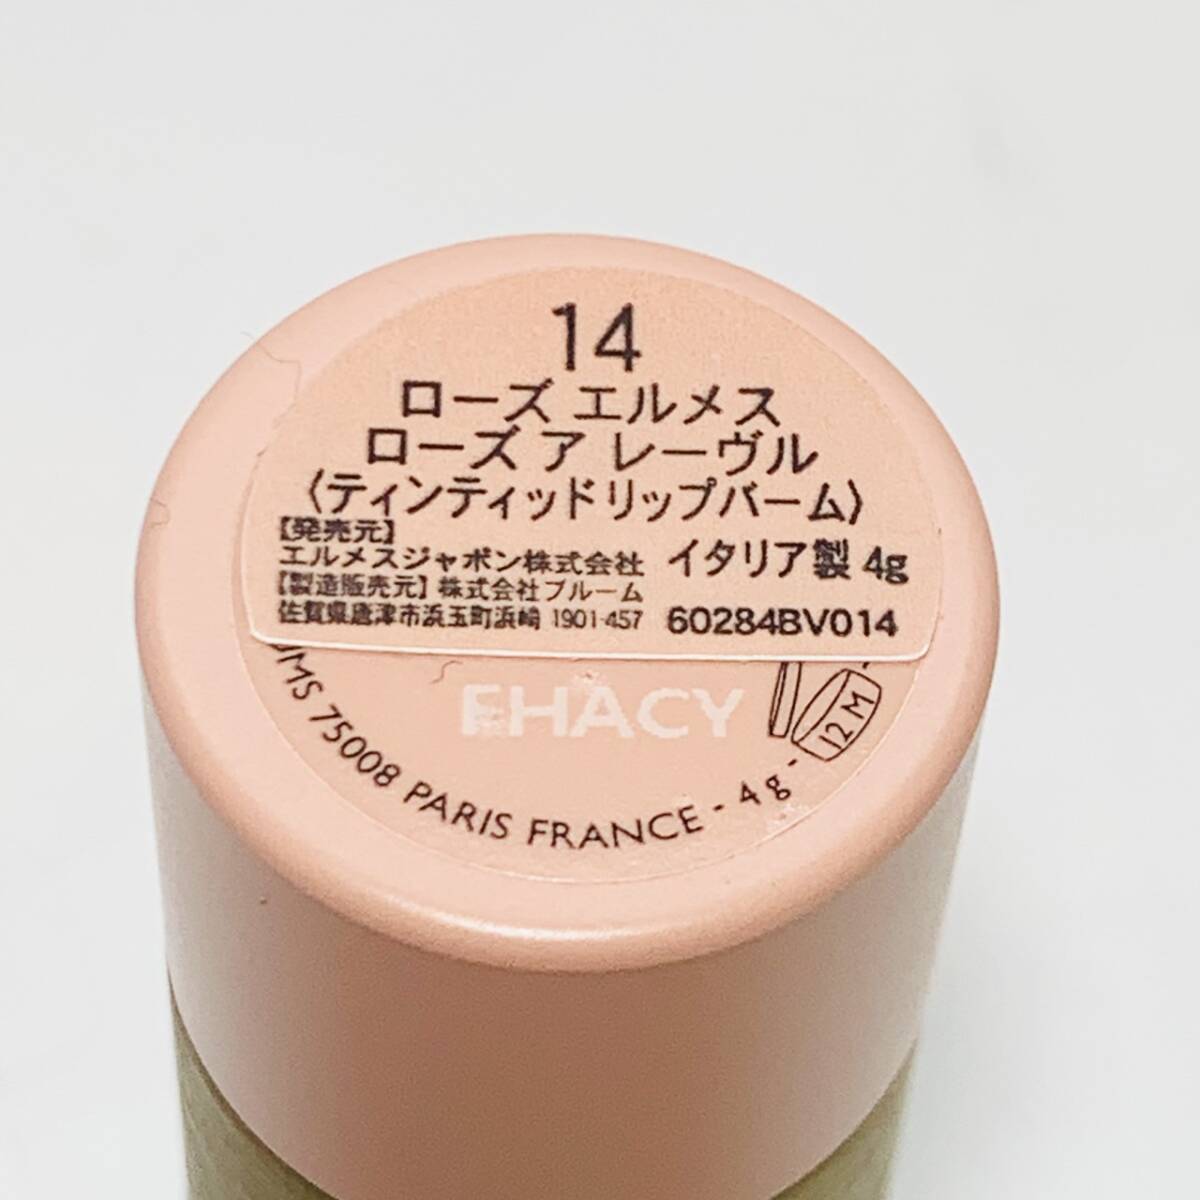 14
ローズ エルメス
ローズ ア レーヴル
〈ティンティッドリップバーム〉
【発売元】
エルメスジャポン株式会社 イタリア製 4g
【製造販売元】株式会社ブルーム
佐賀県唐津市浜玉町浜崎 1901-457 60284BV014
EHACY
12 M
75008 PARIS FRANCE - 4 g -